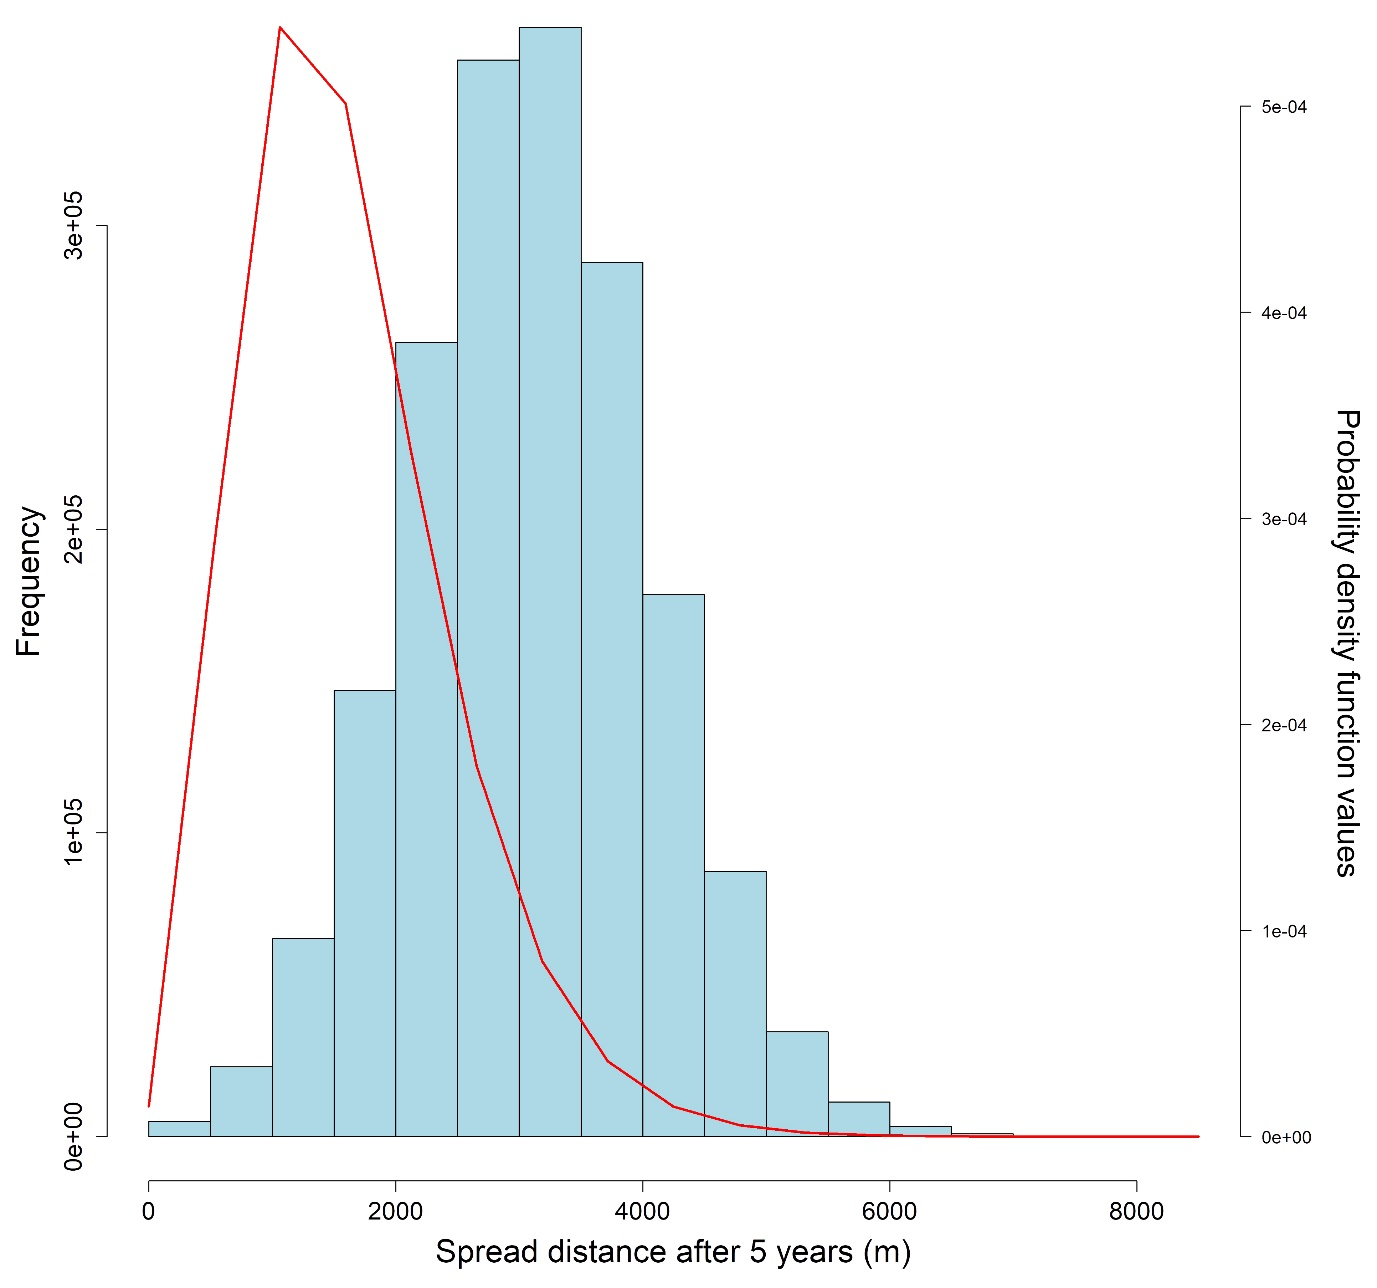 Frequency
3e+05
2e+05
1e+05
0e+00
5e-04
4e-04
3e-04
2e-04
1e-04
0e+00
Probability density function values
0 2000 4000 6000 8000
Spread distance after 5 years (m)